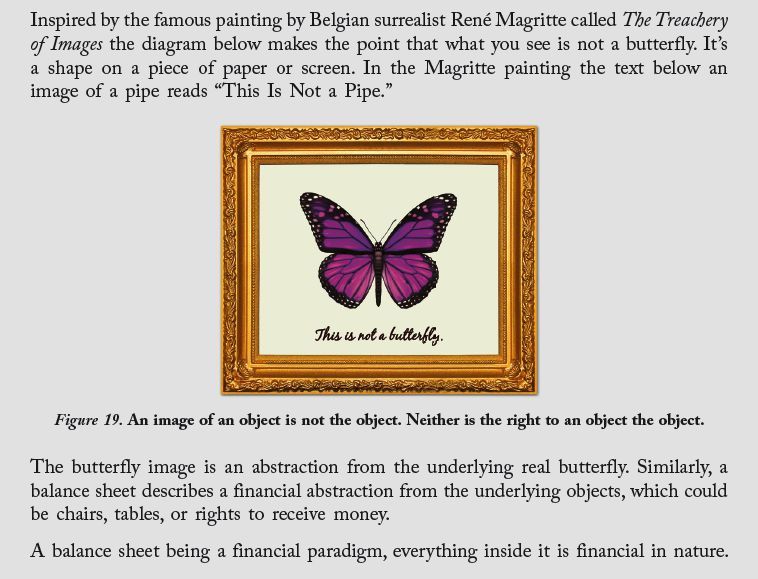 Inspired by the famous painting by Belgian surrealist René Magritte called The Treachery
of Images the diagram below makes the point that what you see is not a butterfly. It’s
a shape on a piece of paper or screen. In the Magritte painting the text below an
image of a pipe reads “This Is Not a Pipe.”
This is not a butterfly.
Figure 19. An image of an object is not the object. Neither is the right to an object the object.
The butterfly image is an abstraction from the underlying real butterfly. Similarly, a
balance sheet describes a financial abstraction from the underlying objects, which could
be chairs, tables, or rights to receive money.
A balance sheet being a financial paradigm, everything inside it is financial in nature.